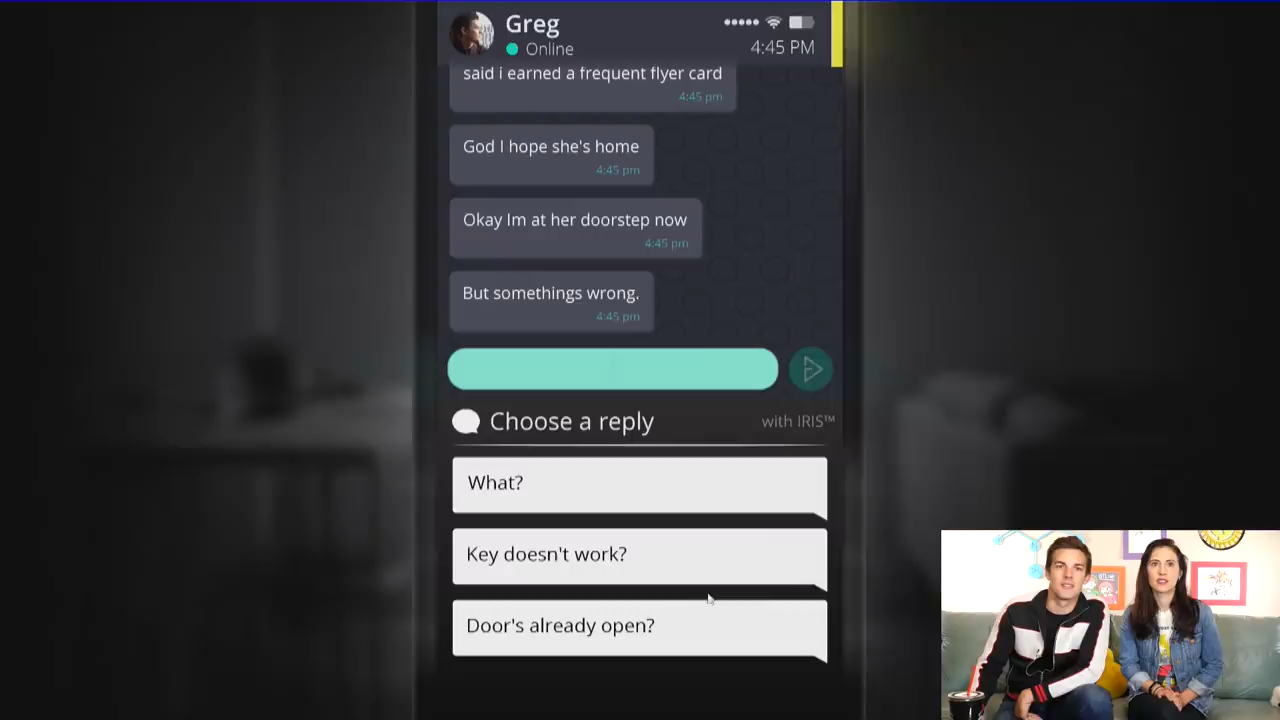 Greg
Online
4:45 PM
said i earned a frequent flyer card
4:45 pm
God I hope she's home
4:45 pm
Okay Im at her doorstep now
4:45 pm
But somethings wrong.
4:45 pm
Choose a reply
with IRIS™
What?
Key doesn't work?
Door's already open?